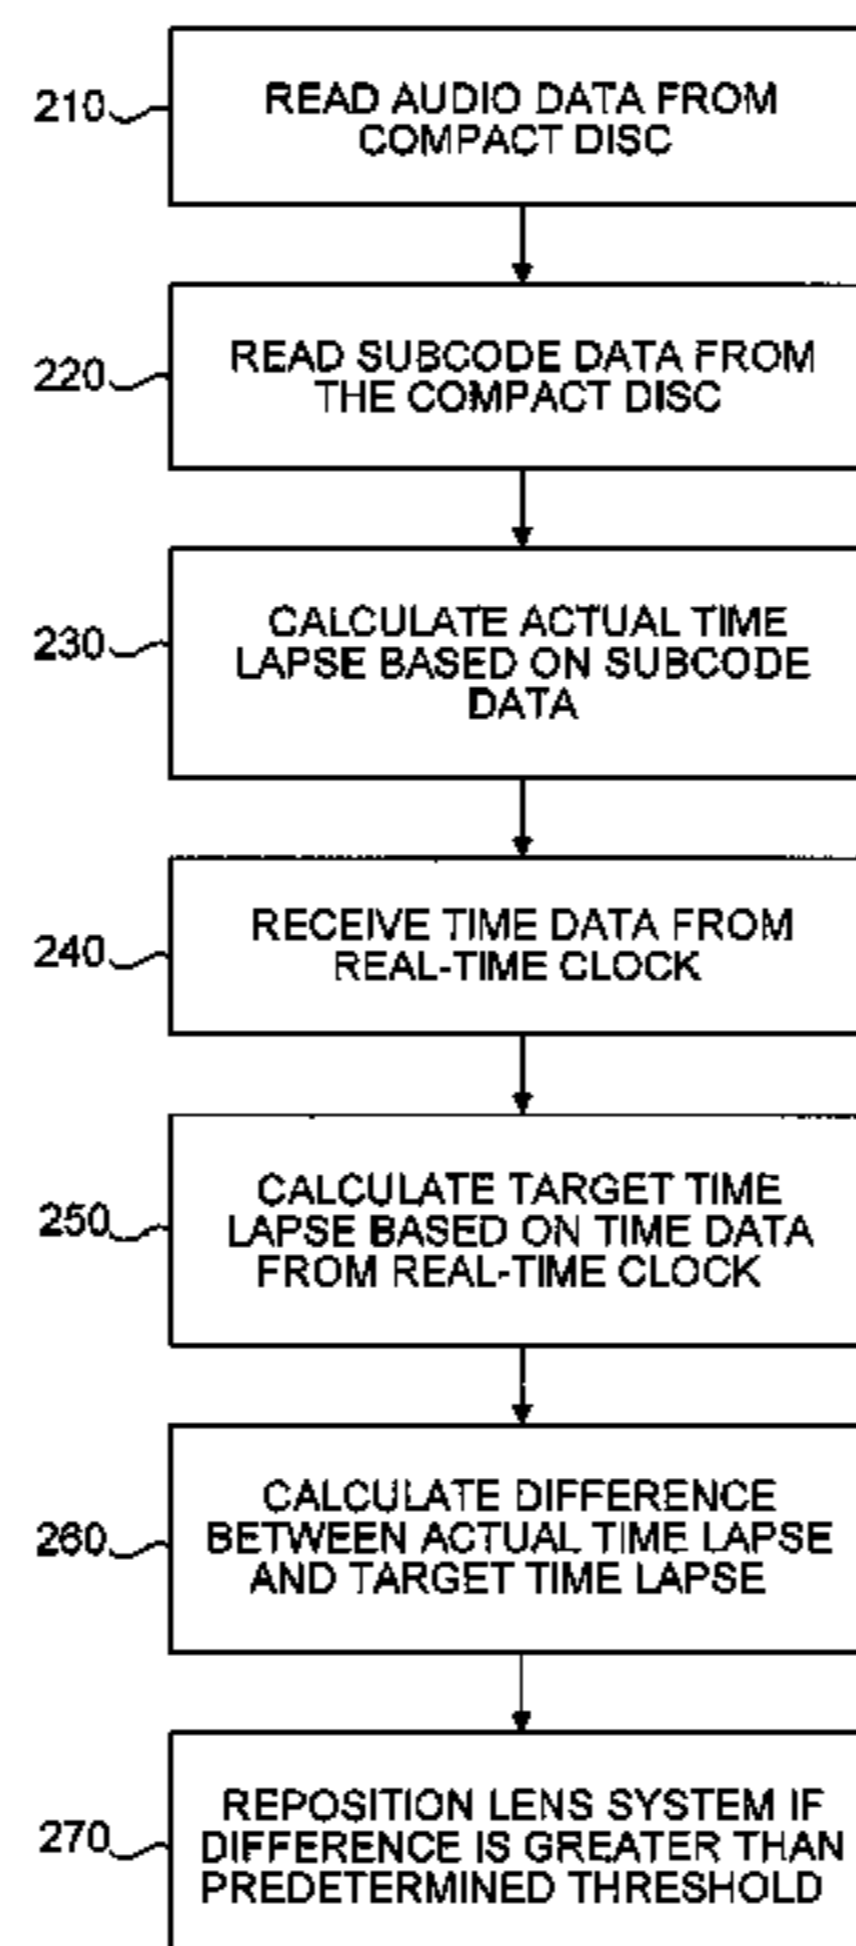 210
READ AUDIO DATA FROM
COMPACT DISC
220
READ SUBCODE DATA FROM
THE COMPACT DISC
230
CALCULATE ACTUAL TIME
LAPSE BASED ON SUBCODE
DATA
240
RECEIVE TIME DATA FROM
REAL-TIME CLOCK
250
CALCULATE TARGET TIME
LAPSE BASED ON TIME DATA
FROM REAL-TIME CLOCK
260
CALCULATE DIFFERENCE
BETWEEN ACTUAL TIME LAPSE
AND TARGET TIME LAPSE
270
REPOSITION LENS SYSTEM IF
DIFFERENCE IS GREATER THAN
PREDETERMINED THRESHOLD